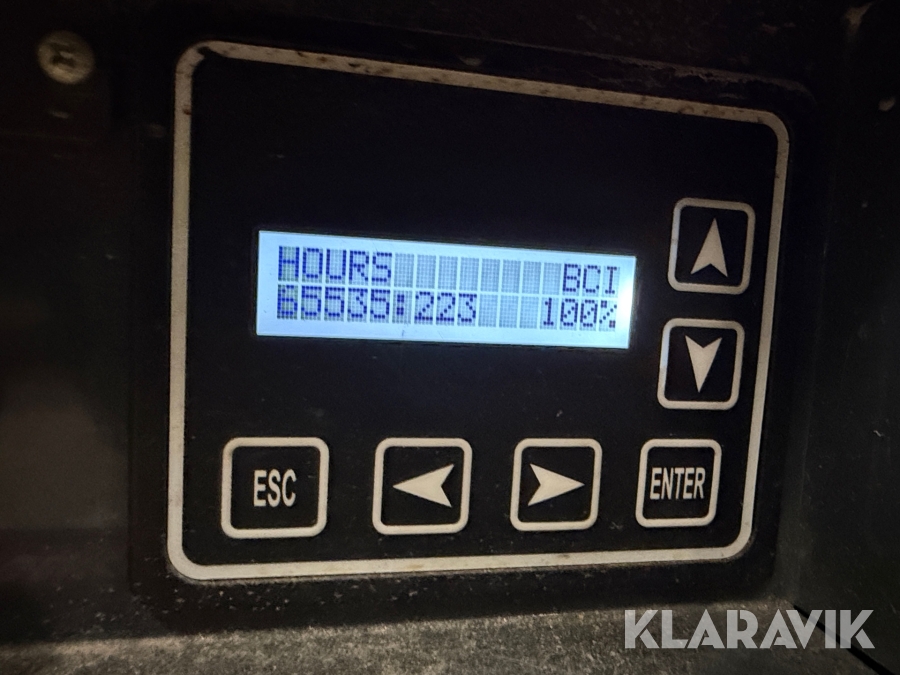 HOURS BCI
65535:223 100%
ESC
ENTER
KLARAVIK